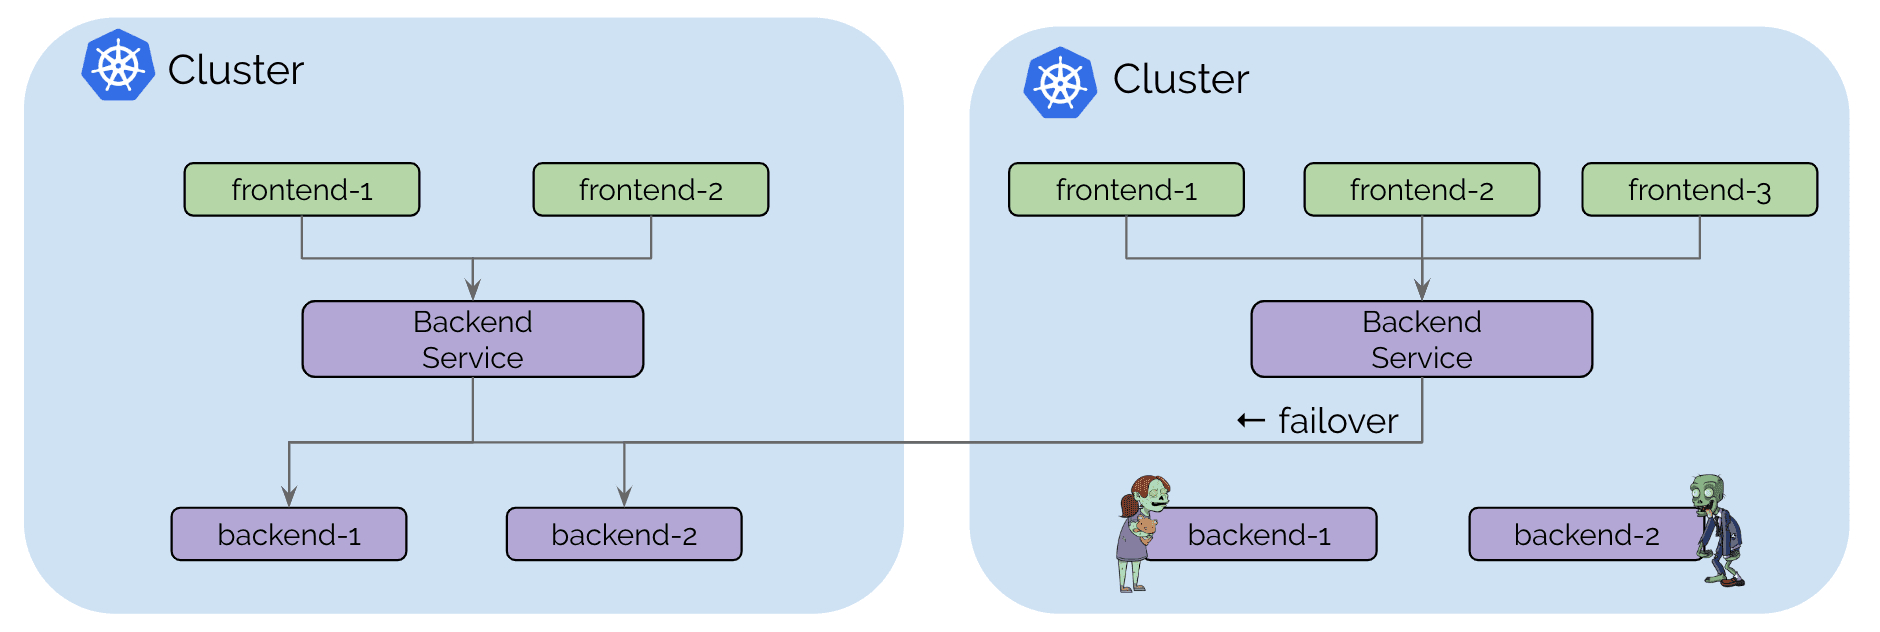 Cluster
frontend-1
frontend-2
Backend
Service
backend-1
backend-2
Cluster
frontend-1
frontend-2
frontend-3
Backend
Service
← failover
backend-1
backend-2